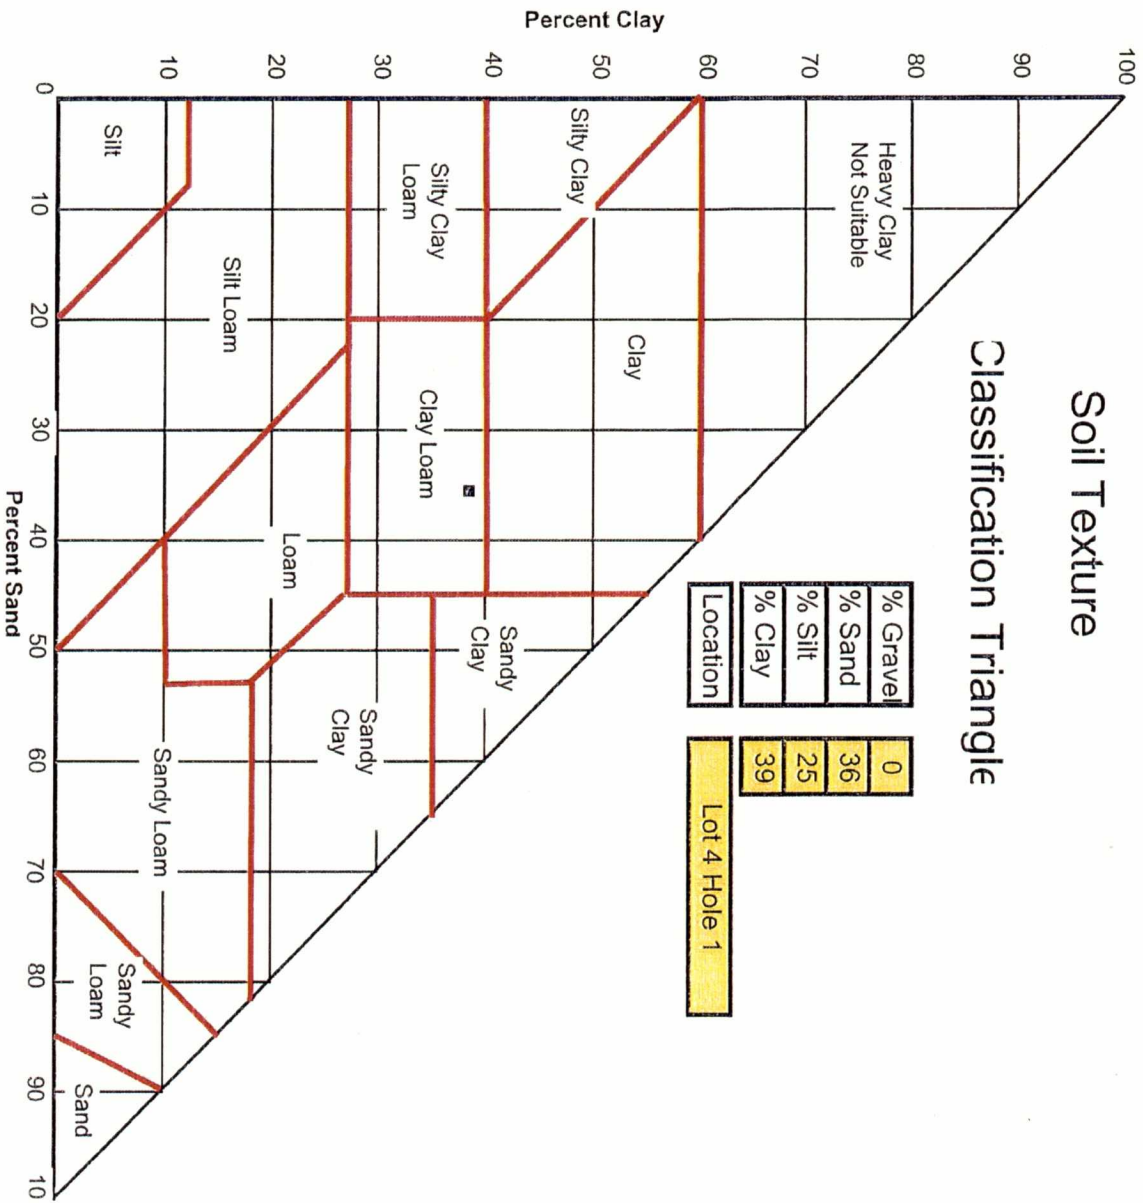 Soil Texture
Classification Triangle
% Gravel 0
% Sand 36
% Silt 25
% Clay 39
Location Lot 4 Hole 1
Percent Clay
100
90
80
70
60
50
40
30
20
10
0
Heavy Clay
Not Suitable
Silty Clay
Clay
Silty Clay
Loam
Clay Loam
Sandy
Clay
Silt Loam
Loam
Sandy
Clay
Silt
Sandy Loam
Sandy
Loam
Sand
10
20
30
40
50
60
70
80
90
10
Percent Sand